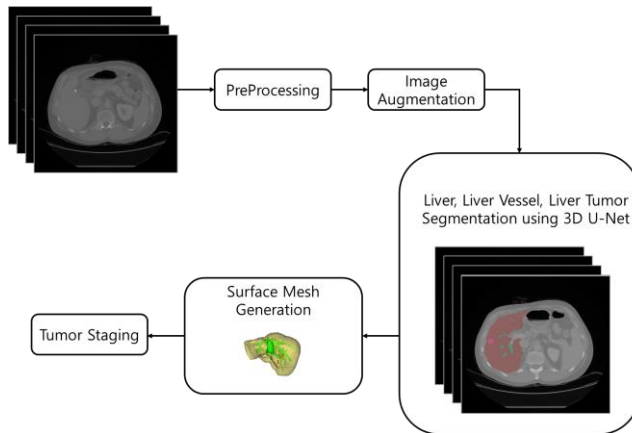 PreProcessing
Image
Augmentation
Liver, Liver Vessel, Liver Tumor
Segmentation using 3D U-Net
Surface Mesh
Generation
Tumor Staging